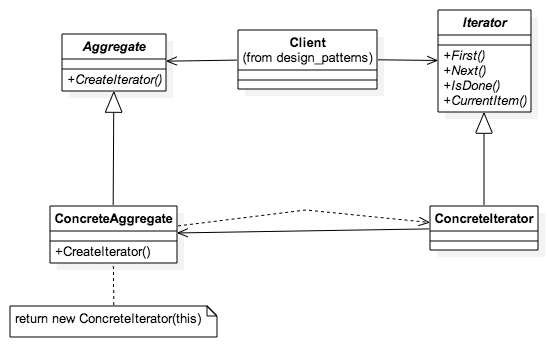 Aggregate
+CreateIterator()
Client
(from design_patterns)
Iterator
+First()
+Next()
+IsDone()
+CurrentItem()
ConcreteAggregate
+CreateIterator()
ConcreteIterator
return new ConcreteIterator(this)